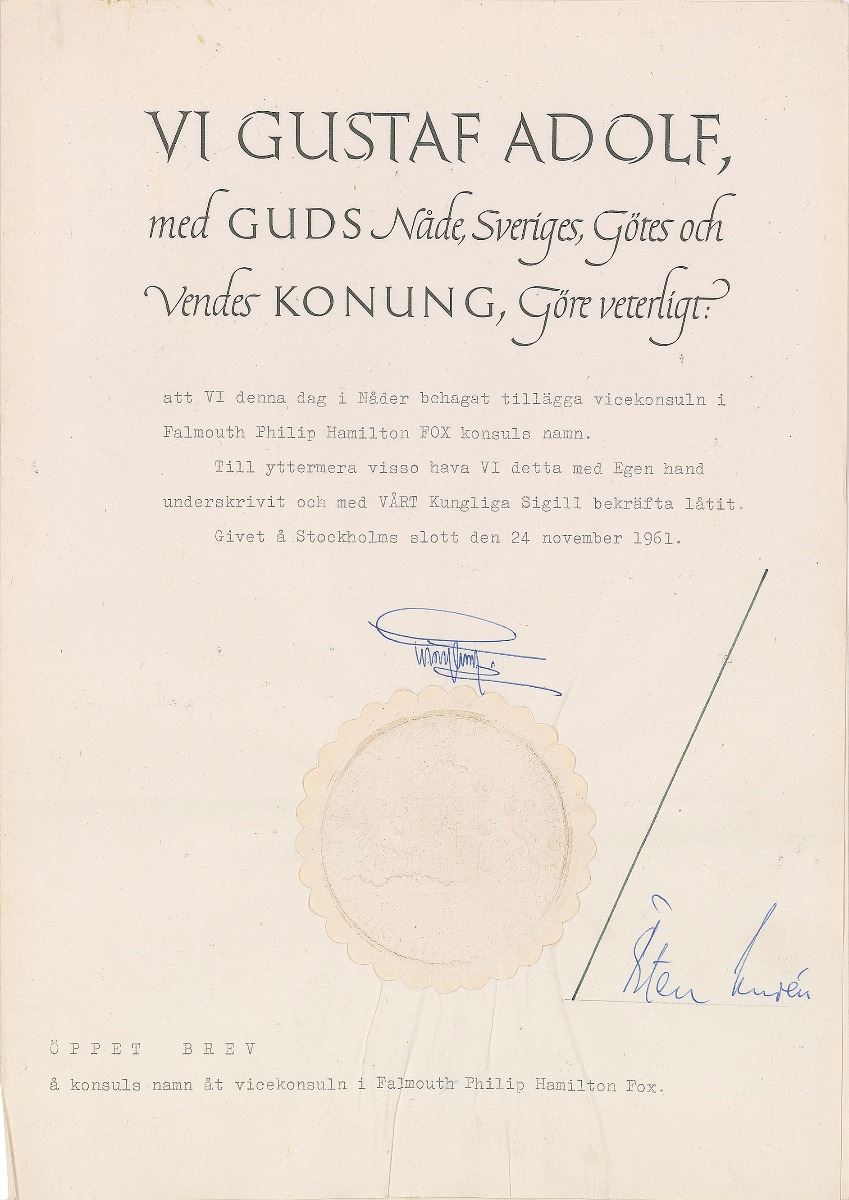 VI GUSTAF ADOLF,
med GUDS Nåde, Sveriges, Götes och
Vendes KONUNG, Göre veterligt:
att VI denna dag i Nåder behagat tillägga vicekonsuln i
Falmouth Philip Hamilton FOX konsuls namn.
Till yttermera visso hava VI detta med Egen hand
underskrivit och med VÅRT Kungliga Sigill bekräfta låtit.
Givet å Stockholms slott den 24 november 1961.
Östen Undén
ÖPPET BREV
å konsuls namn åt vicekonsuln i Falmouth Philip Hamilton Fox.